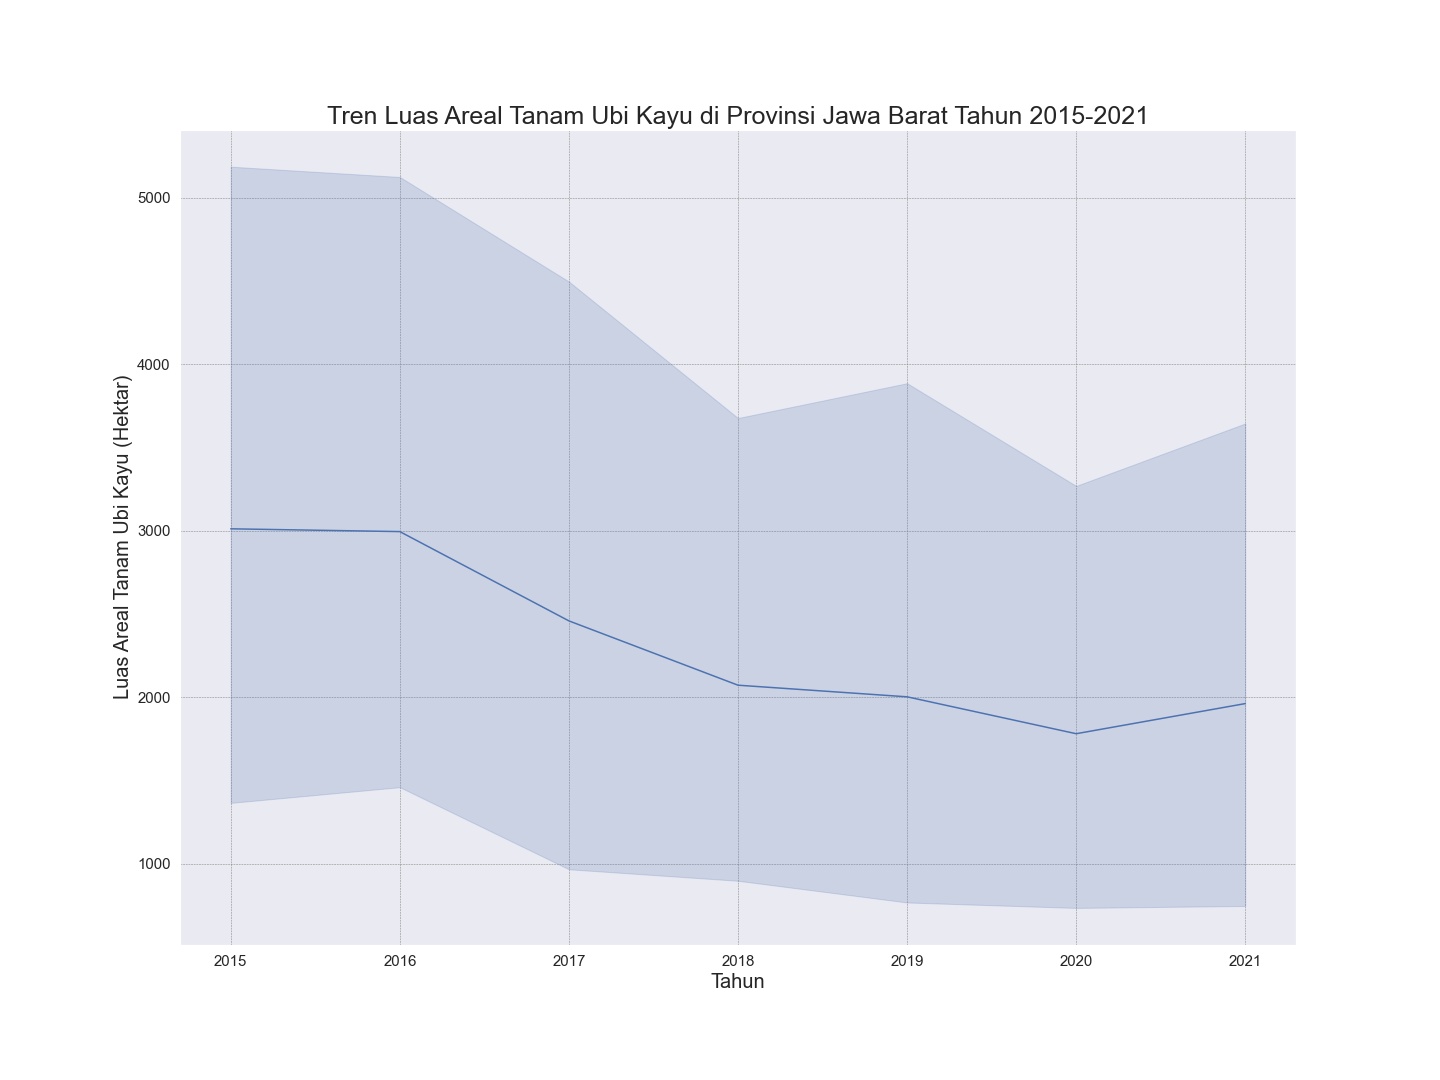 Tren Luas Areal Tanam Ubi Kayu di Provinsi Jawa Barat Tahun 2015-2021
Luas Areal Tanam Ubi Kayu (Hektar)
5000
4000
3000
2000
1000
2015 2016 2017 2018 2019 2020 2021
Tahun